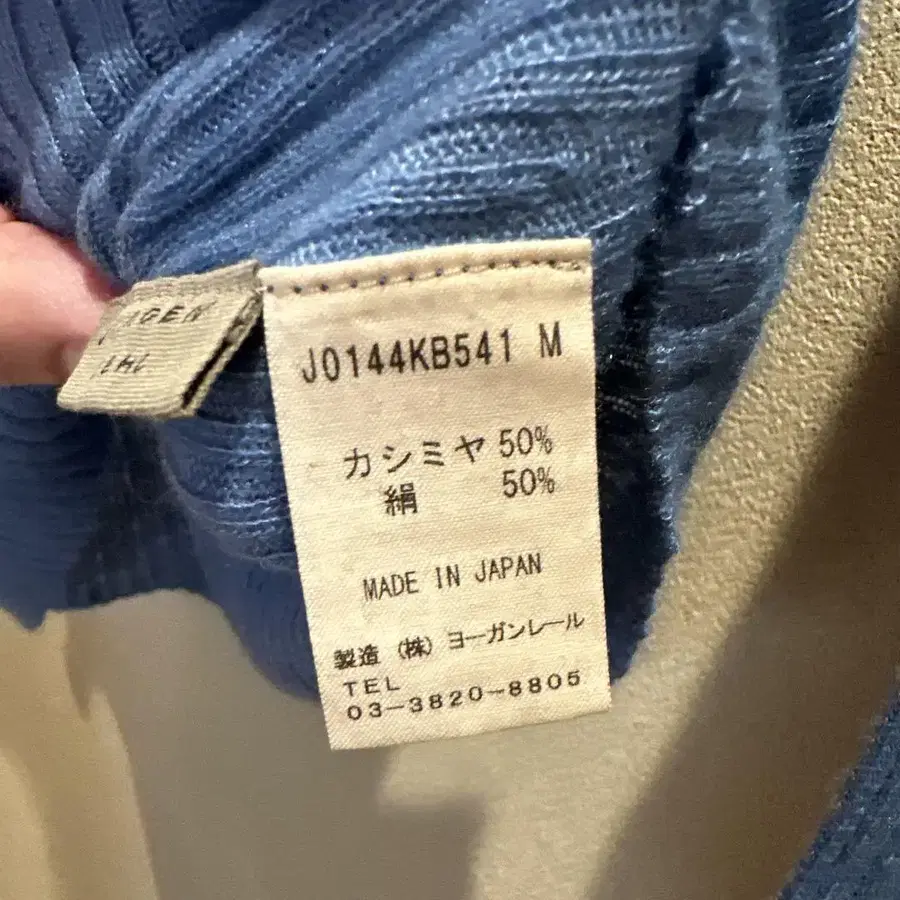 J0144KB541 M
カシミヤ 50%
絹 50%
MADE IN JAPAN
製造 (株) ヨーガンレール
TEL
03-3820-8805